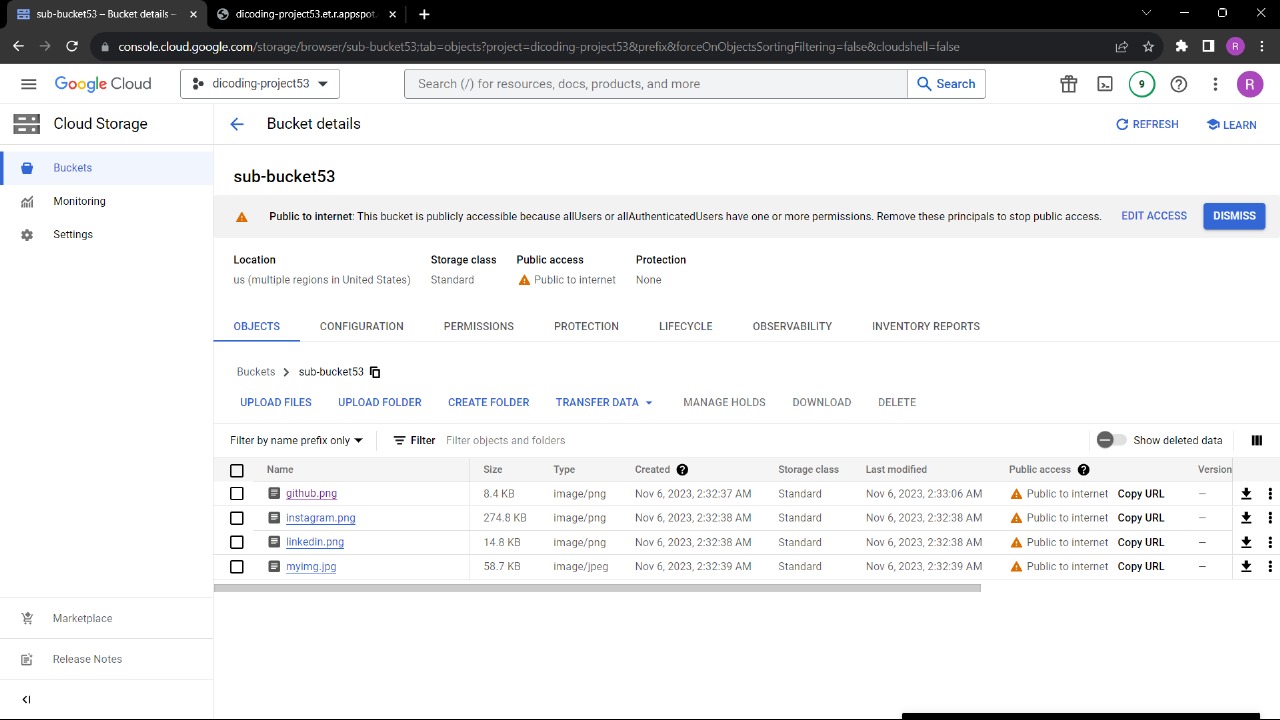 sub-bucket53 – Bucket details –
dicoding-project53.et.r.appspot.
console.cloud.google.com/storage/browser/sub-bucket53;tab=objects?project=dicoding-project53&prefix&forceOnObjectsSortingFiltering=false&cloudshell=false
R
Google Cloud
dicoding-project53
Search (/) for resources, docs, products, and more
Search
9
R
Cloud Storage
Bucket details
REFRESH
LEARN
Buckets
Monitoring
Settings
sub-bucket53
Public to internet: This bucket is publicly accessible because allUsers or allAuthenticatedUsers have one or more permissions. Remove these principals to stop public access.
EDIT ACCESS
DISMISS
Location Storage class Public access Protection
us (multiple regions in United States) Standard Public to internet None
OBJECTS CONFIGURATION PERMISSIONS PROTECTION LIFECYCLE OBSERVABILITY INVENTORY REPORTS
Buckets > sub-bucket53
UPLOAD FILES UPLOAD FOLDER CREATE FOLDER TRANSFER DATA MANAGE HOLDS DOWNLOAD DELETE
Filter by name prefix only Filter Filter objects and folders Show deleted data
Name Size Type Created Storage class Last modified Public access Version
github.png 8.4 KB image/png Nov 6, 2023, 2:32:37 AM Standard Nov 6, 2023, 2:33:06 AM Public to internet Copy URL —
instagram.png 274.8 KB image/png Nov 6, 2023, 2:32:38 AM Standard Nov 6, 2023, 2:32:38 AM Public to internet Copy URL —
linkedin.png 14.8 KB image/png Nov 6, 2023, 2:32:38 AM Standard Nov 6, 2023, 2:32:38 AM Public to internet Copy URL —
myimg.jpg 58.7 KB image/jpeg Nov 6, 2023, 2:32:39 AM Standard Nov 6, 2023, 2:32:39 AM Public to internet Copy URL —
Marketplace
Release Notes